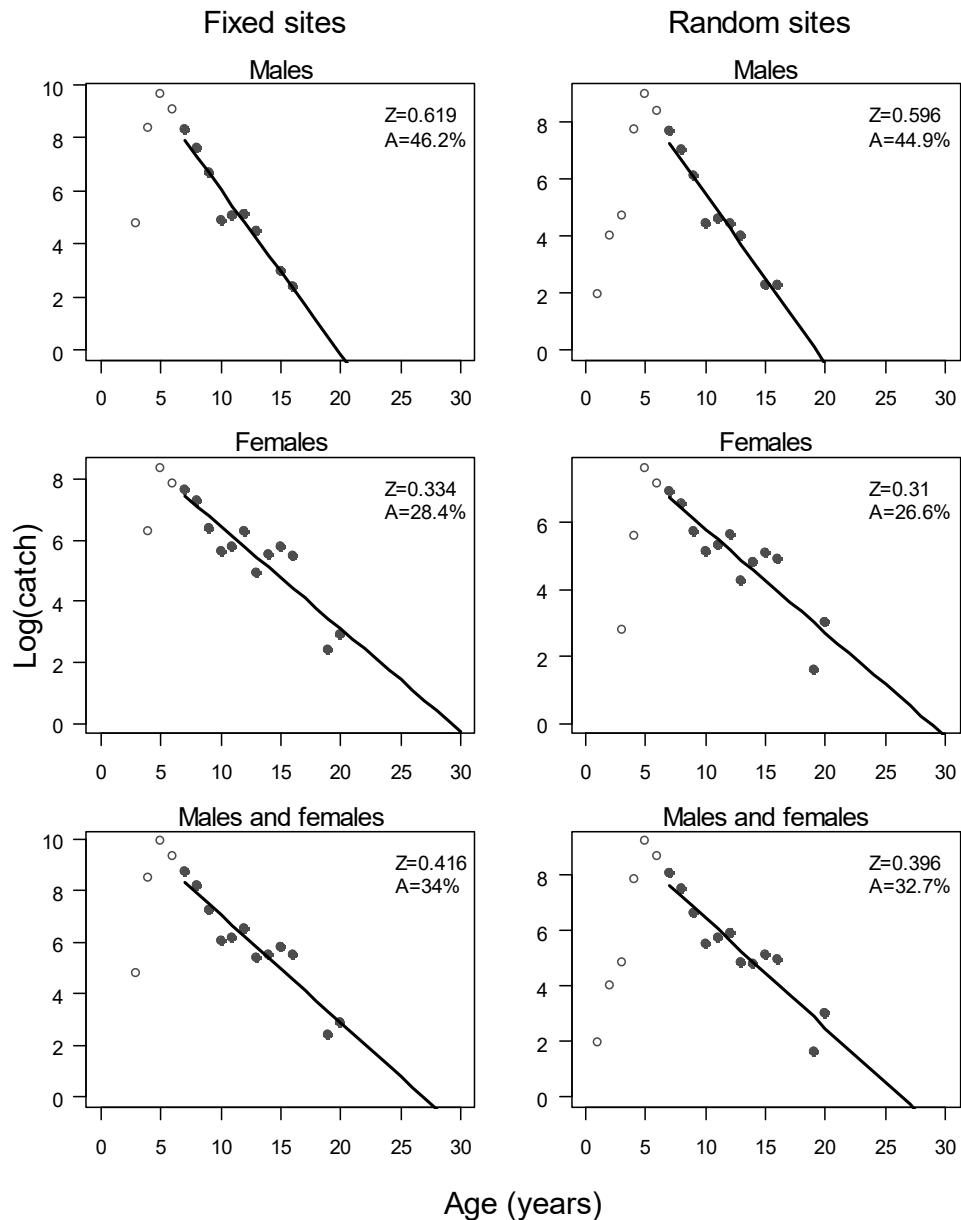 Fixed sites
Random sites
Males
Z=0.619
A=46.2%
10
8
6
4
2
0
0 5 10 15 20 25 30
Males
Z=0.596
A=44.9%
8
6
4
2
0
0 5 10 15 20 25 30
Females
Z=0.334
A=28.4%
8
6
4
2
0
0 5 10 15 20 25 30
Females
Z=0.31
A=26.6%
6
4
2
0
0 5 10 15 20 25 30
Log(catch)
Males and females
Z=0.416
A=34%
10
8
6
4
2
0
0 5 10 15 20 25 30
Males and females
Z=0.396
A=32.7%
8
6
4
2
0
0 5 10 15 20 25 30
Age (years)